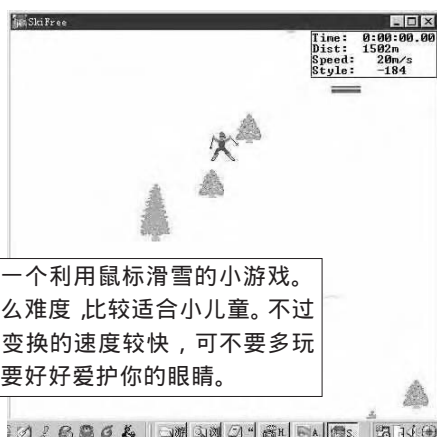 SkiFree
Time: 0:00:00.00
Dist: 1502m
Speed: 20m/s
Style: -184
一个利用鼠标滑雪的小游戏。
么难度,比较适合小儿童。不过
变换的速度较快,可不要多玩
要好好爱护你的眼睛。